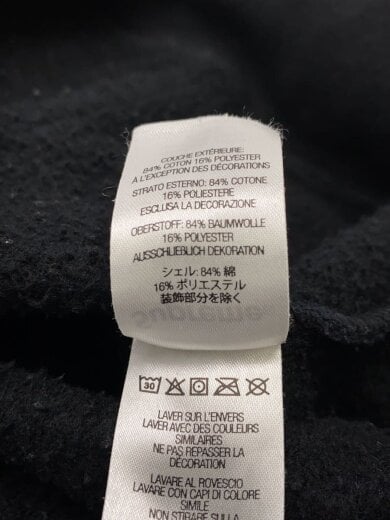 COUCHE EXTÉRIEURE:
84% COTON 16% POLYESTER
A L'EXCEPTION DES DÉCORATIONS
STRATO ESTERNO: 84% COTONE
16% POLIESTERE
ESCLUSA LA DECORAZIONE
OBERSTOFF: 84% BAUMWOLLE
16% POLYESTER
AUSSCHLIEBLICH DEKORATION
シェル: 84% 綿
16% ポリエステル
装飾部分を除く
Supreme
30
LAVER SUR L'ENVERS
LAVER AVEC DES COULEURS
SIMILAIRES
NE PAS REPASSER LA
DÉCORATION
LAVARE AL ROVESCIO
LAVARE CON CAPI DI COLORE
SIMILE
NON STIRARE SULLA